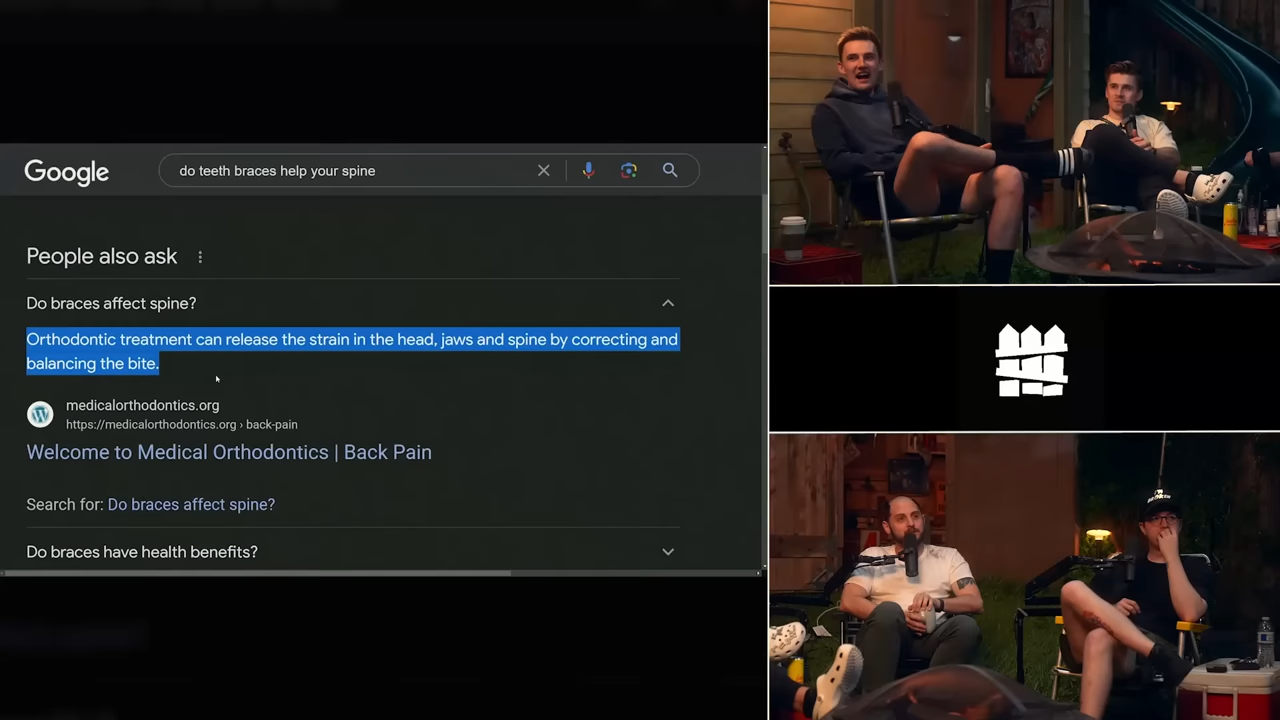 Google
do teeth braces help your spine
People also ask
Do braces affect spine?
Orthodontic treatment can release the strain in the head, jaws and spine by correcting and
balancing the bite.
medicalorthodontics.org
https://medicalorthodontics.org › back-pain
Welcome to Medical Orthodontics | Back Pain
Search for: Do braces affect spine?
Do braces have health benefits?